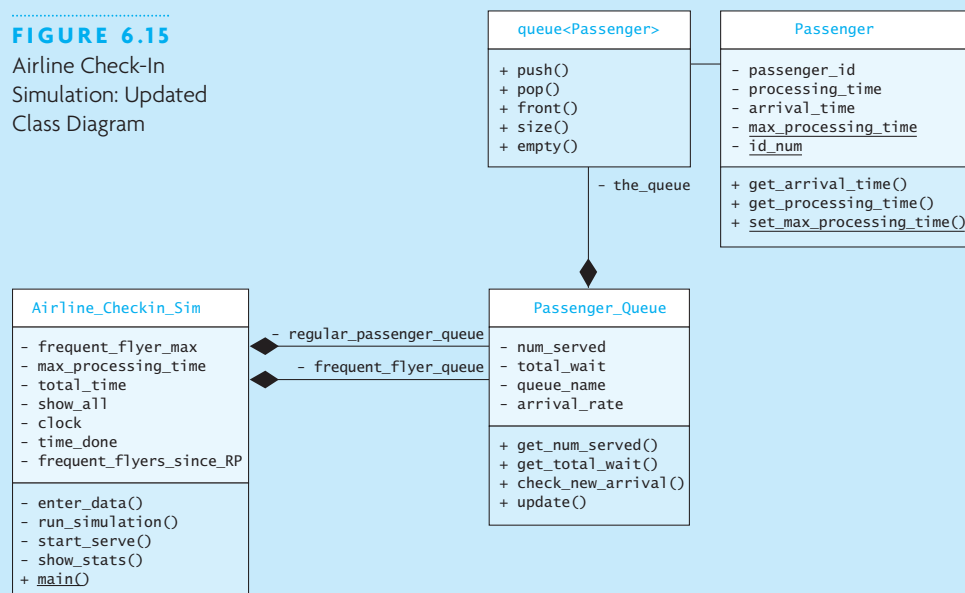 FIGURE 6.15
Airline Check-In
Simulation: Updated
Class Diagram
queue<Passenger>
+ push()
+ pop()
+ front()
+ size()
+ empty()
Passenger
- passenger_id
- processing_time
- arrival_time
- max_processing_time
- id_num
+ get_arrival_time()
+ get_processing_time()
+ set_max_processing_time()
- the_queue
Airline_Checkin_Sim
- frequent_flyer_max
- max_processing_time
- total_time
- show_all
- clock
- time_done
- frequent_flyers_since_RP
- enter_data()
- run_simulation()
- start_serve()
- show_stats()
+ main()
- regular_passenger_queue
- frequent_flyer_queue
Passenger_Queue
- num_served
- total_wait
- queue_name
- arrival_rate
+ get_num_served()
+ get_total_wait()
+ check_new_arrival()
+ update()